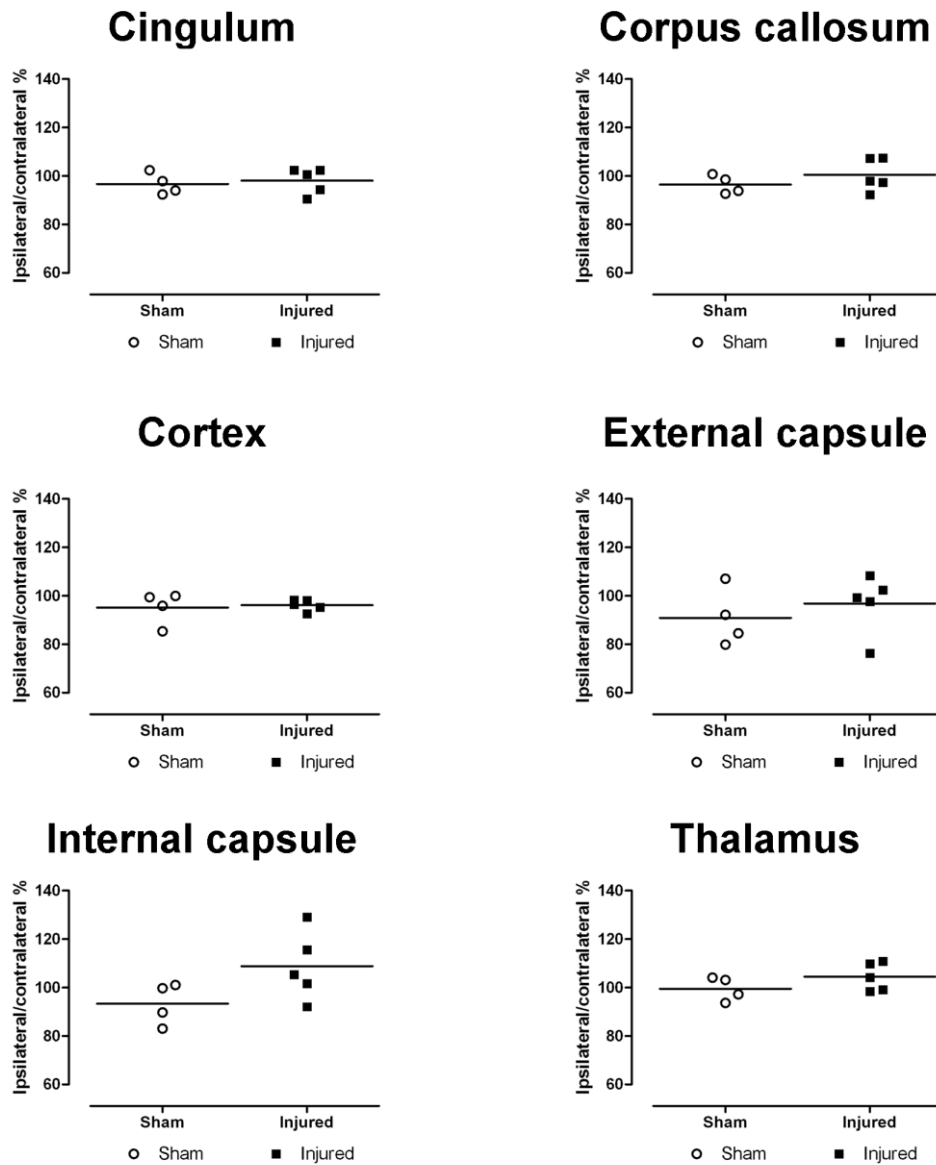 Cingulum
Ipsilateral/contralateral %
140
120
100
80
60
Sham Injured
Sham Injured
Corpus callosum
Ipsilateral/contralateral %
140
120
100
80
60
Sham Injured
Sham Injured
Cortex
Ipsilateral/contralateral %
140
120
100
80
60
Sham Injured
Sham Injured
External capsule
Ipsilateral/contralateral %
140
120
100
80
60
Sham Injured
Sham Injured
Internal capsule
Ipsilateral/contralateral %
140
120
100
80
60
Sham Injured
Sham Injured
Thalamus
Ipsilateral/contralateral %
140
120
100
80
60
Sham Injured
Sham Injured